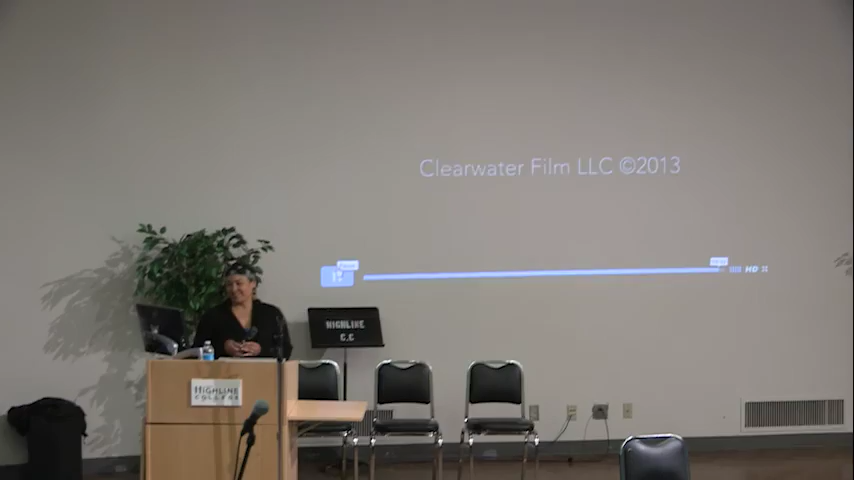 Clearwater Film LLC ©2013
HD
HIGHLINE
C.C
HIGHLINE
COLLEGE